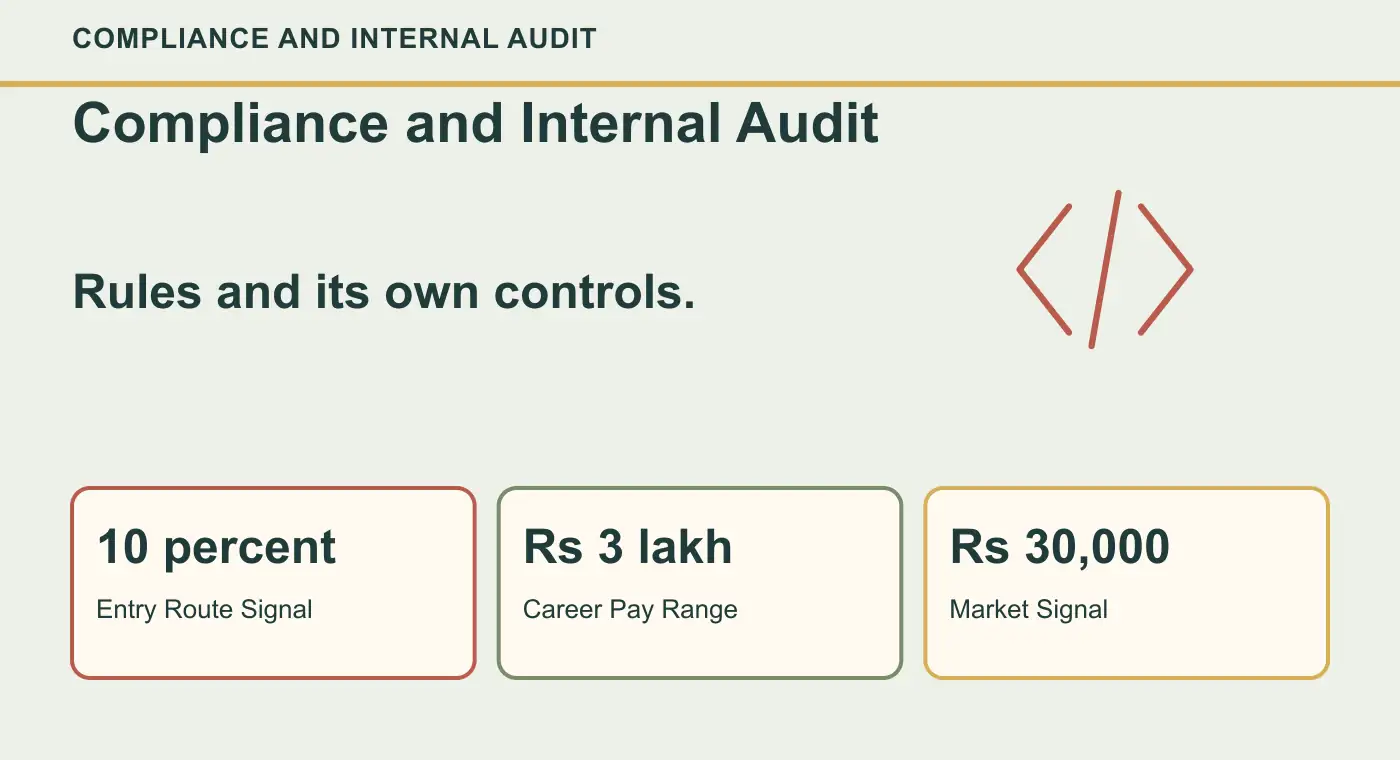 COMPLIANCE AND INTERNAL AUDIT
Compliance and Internal Audit
Rules and its own controls.
10 percent
Entry Route Signal
Rs 3 lakh
Career Pay Range
Rs 30,000
Market Signal